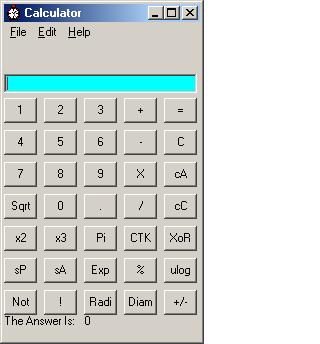 Calculator
File Edit Help
1 2 3 + =
4 5 6 - C
7 8 9 X cA
Sqrt 0 . / cC
x2 x3 Pi CTK XoR
sP sA Exp % ulog
Not ! Radi Diam +/-
The Answer Is: 0